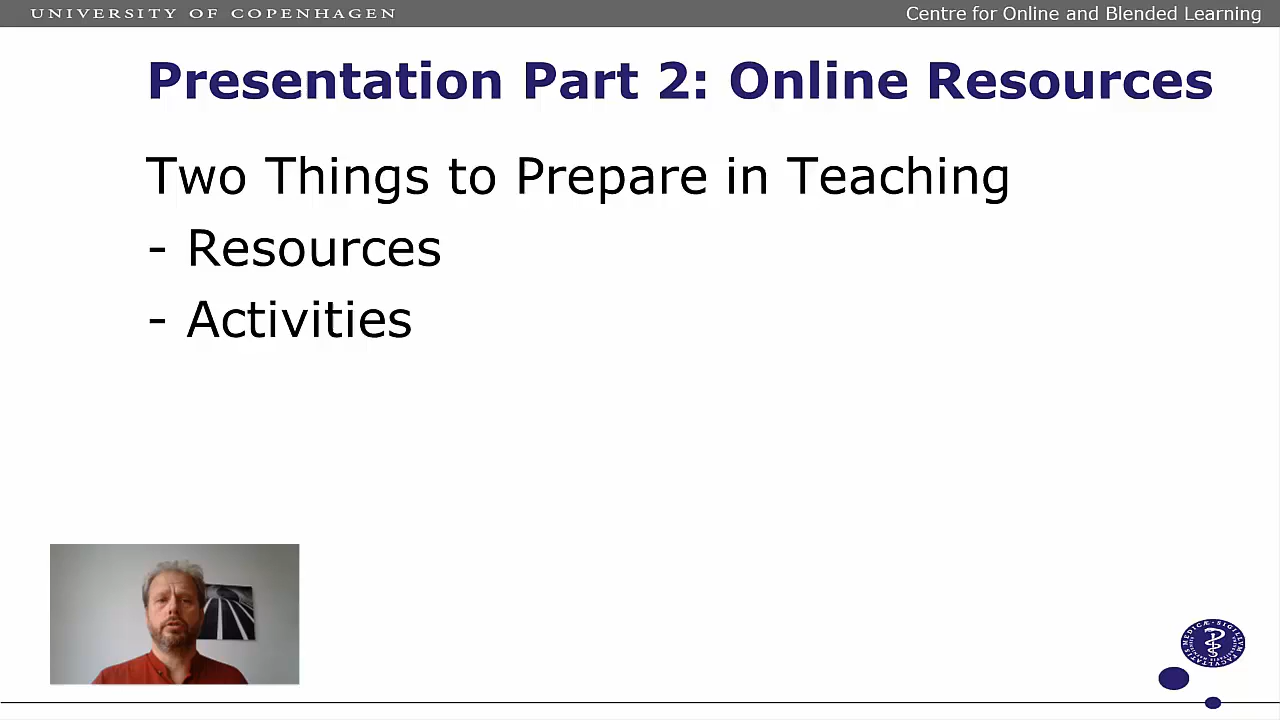 UNIVERSITY OF COPENHAGEN
Centre for Online and Blended Learning
Presentation Part 2: Online Resources
Two Things to Prepare in Teaching
- Resources
- Activities